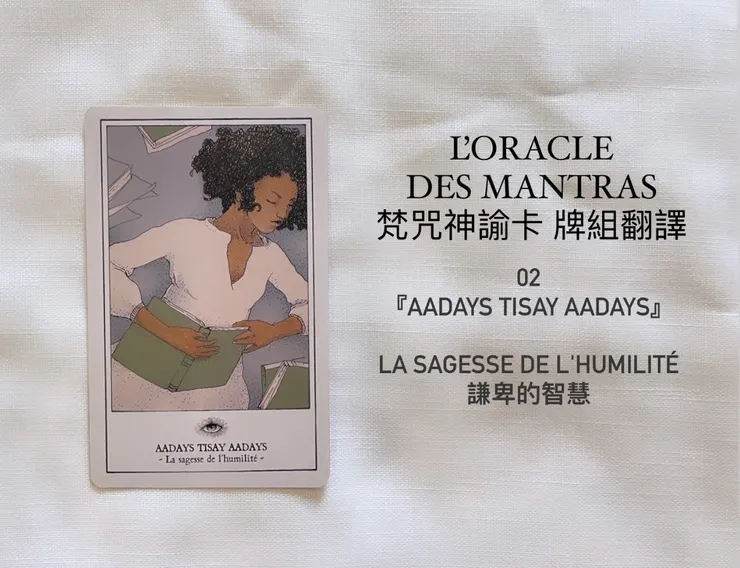 AADAYS TISAY AADAYS
- La sagesse de l'humilité -
L'ORACLE
DES MANTRAS
梵咒神諭卡 牌組翻譯
02
『AADAYS TISAY AADAYS』
LA SAGESSE DE L'HUMILITÉ
謙卑的智慧